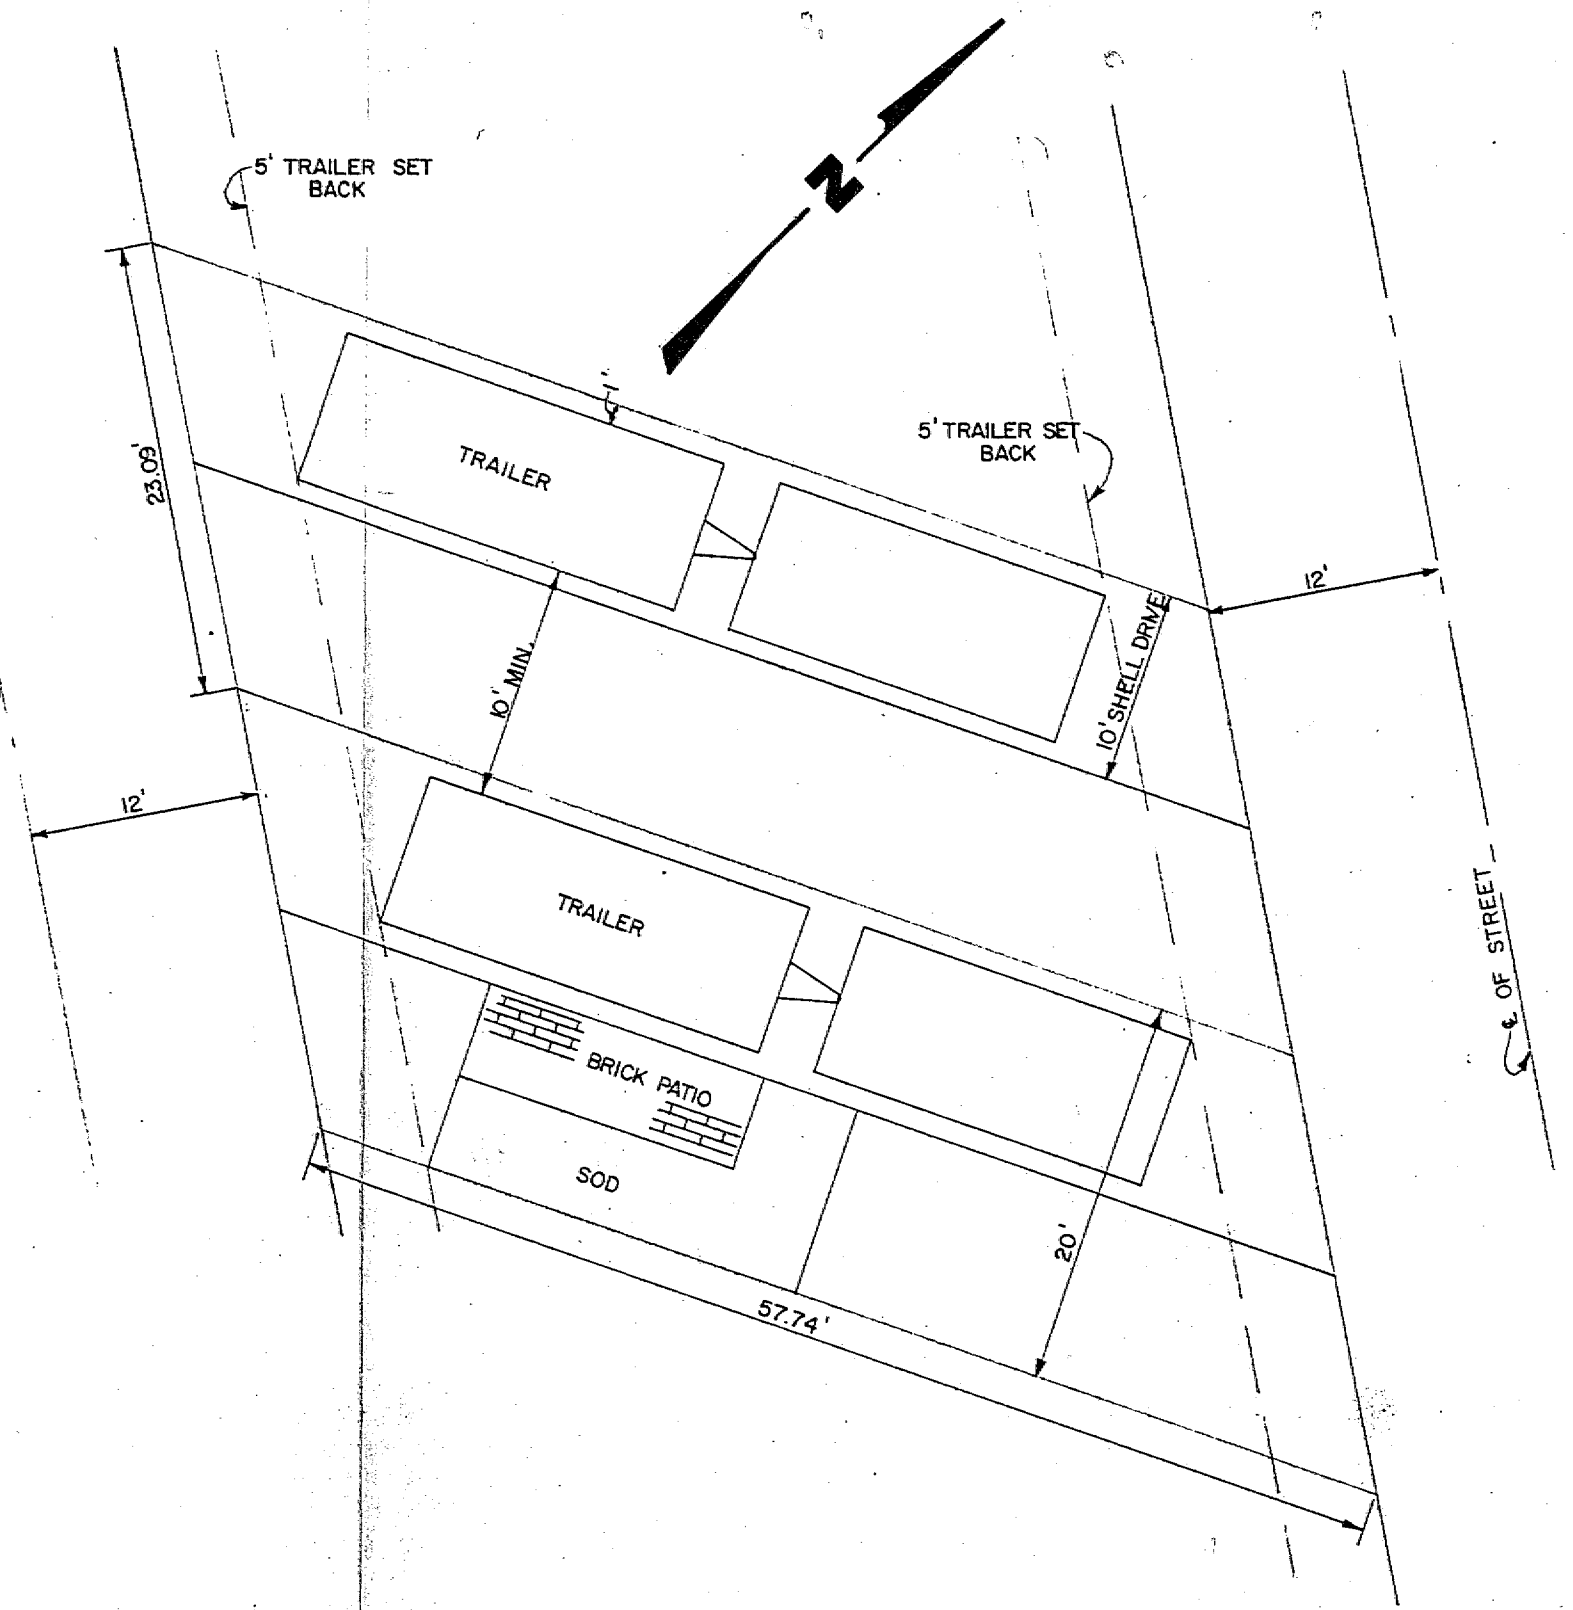 5' TRAILER SET
BACK
N
1'
5' TRAILER SET
BACK
TRAILER
23.09'
12'
10' SHELL DRIVE
10' MIN.
12'
TRAILER
℄ OF STREET
BRICK PATIO
SOD
20'
57.74'